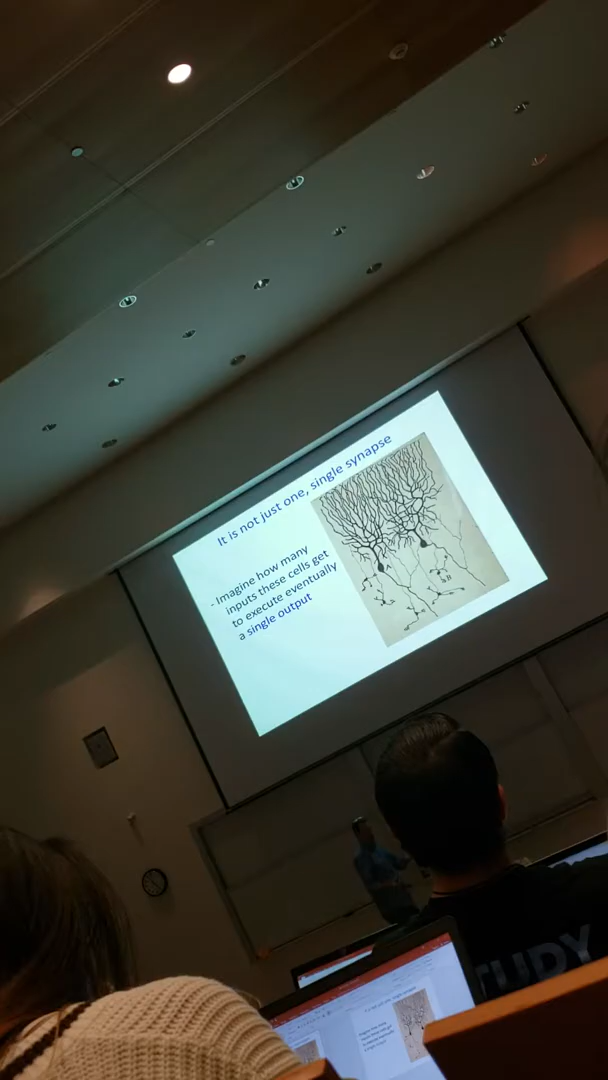 It is not just one, single synapse
- Imagine how many
inputs these cells get
to execute eventually
a single output
TUDY